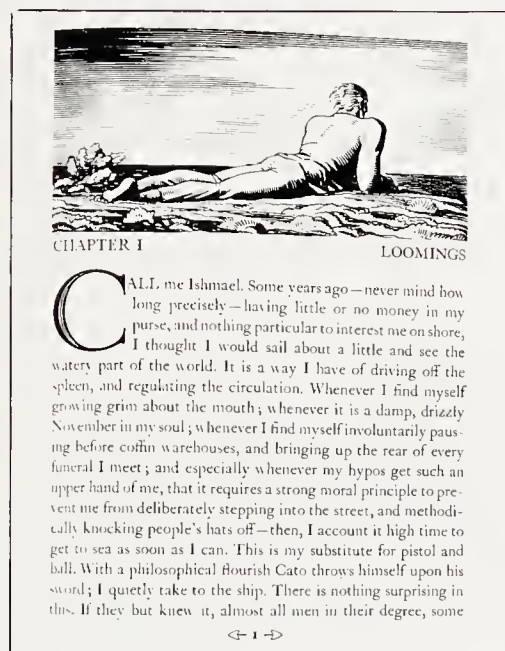 CHAPTER I
LOOMINGS
CALL me Ishmael. Some years ago—never mind how
long precisely—having little or no money in my
purse, and nothing particular to interest me on shore,
I thought I would sail about a little and see the
watery part of the world. It is a way I have of driving off the
spleen, and regulating the circulation. Whenever I find myself
growing grim about the mouth; whenever it is a damp, drizzly
November in my soul; whenever I find myself involuntarily paus-
ing before coffin warehouses, and bringing up the rear of every
funeral I meet; and especially whenever my hypos get such an
upper hand of me, that it requires a strong moral principle to pre-
vent me from deliberately stepping into the street, and methodi-
cally knocking people's hats off—then, I account it high time to
get to sea as soon as I can. This is my substitute for pistol and
ball. With a philosophical flourish Cato throws himself upon his
sword; I quietly take to the ship. There is nothing surprising in
this. If they but knew it, almost all men in their degree, some
1